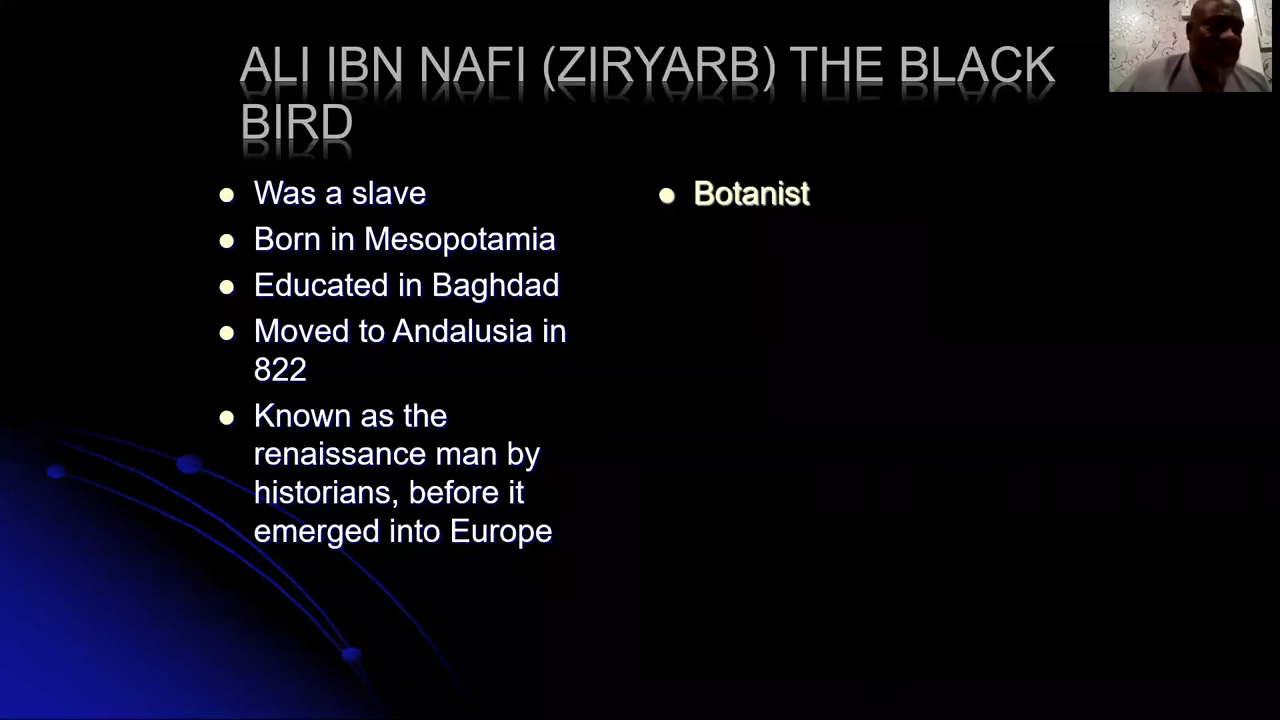 ALI IBN NAFI (ZIRYARB) THE BLACK
BIRD
• Was a slave
• Born in Mesopotamia
• Educated in Baghdad
• Moved to Andalusia in
822
• Known as the
renaissance man by
historians, before it
emerged into Europe
• Botanist